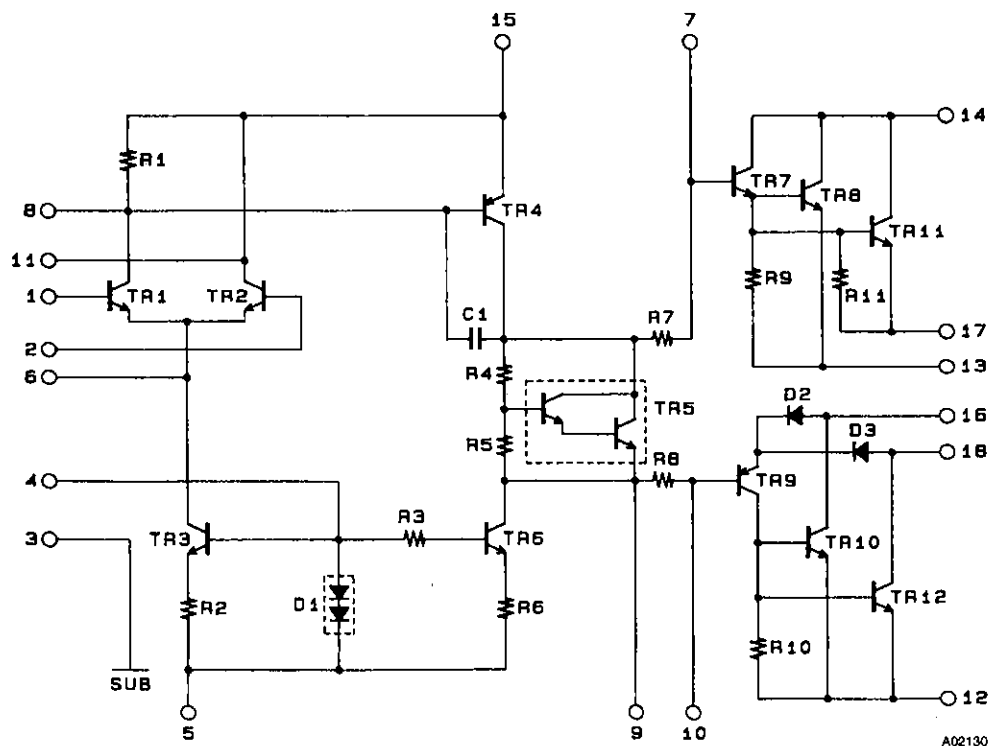 15
7
14
R1
TR7
TR8
8
TR4
TR11
11
R9
R11
1
TR1
TR2
C1
R7
17
2
13
6
R4
D2
16
TR5
D3
R5
18
4
R8
TR9
R3
3
TR3
TR6
TR10
D1
R2
R6
TR12
R10
SUB
12
5
9
10
A02130